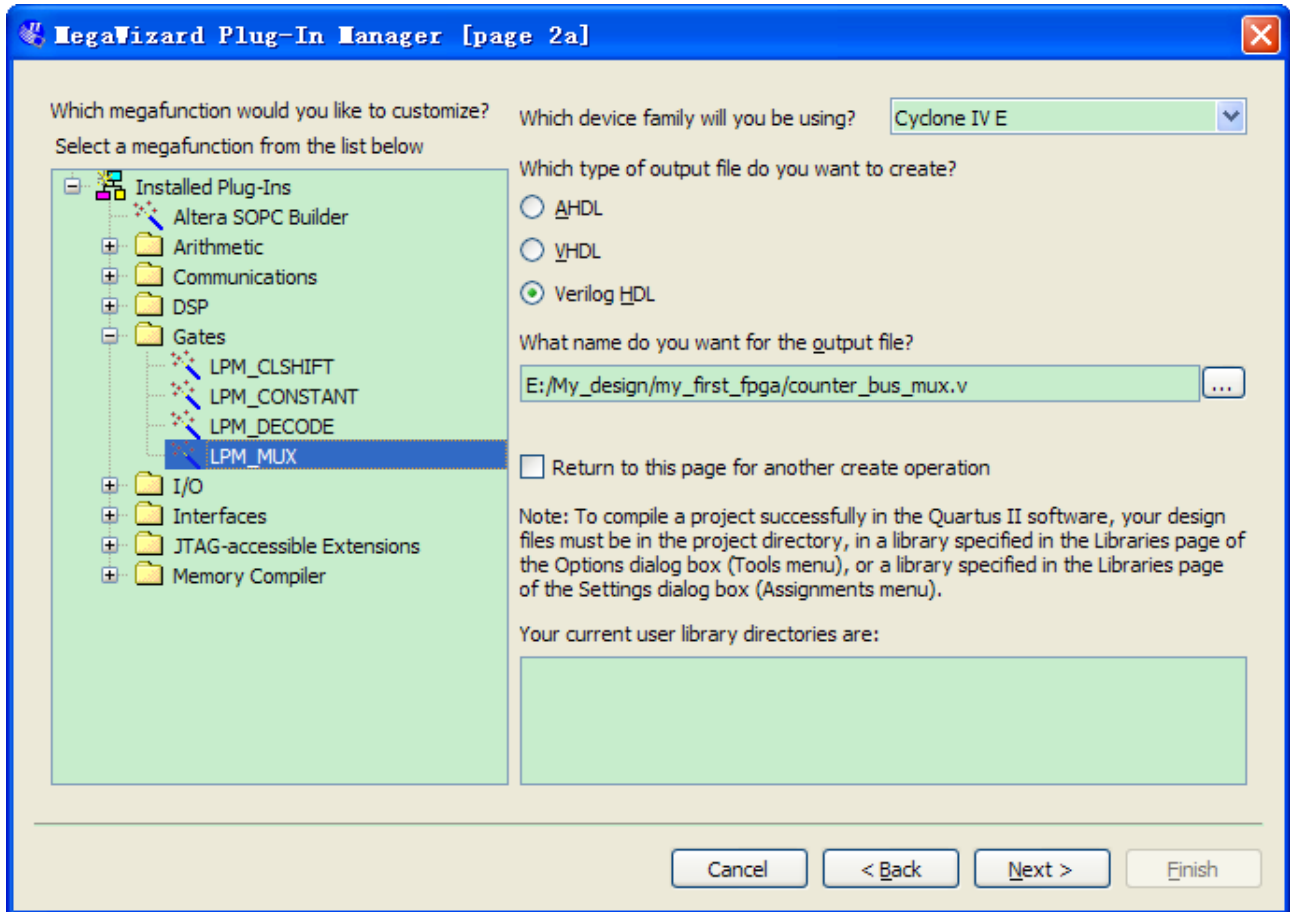 MegaWizard Plug-In Manager [page 2a]
Which megafunction would you like to customize?
Select a megafunction from the list below
Installed Plug-Ins
Altera SOPC Builder
Arithmetic
Communications
DSP
Gates
LPM_CLSHIFT
LPM_CONSTANT
LPM_DECODE
LPM_MUX
I/O
Interfaces
JTAG-accessible Extensions
Memory Compiler
Which device family will you be using?
Cyclone IV E
Which type of output file do you want to create?
AHDL
VHDL
Verilog HDL
What name do you want for the output file?
E:/My_design/my_first_fpga/counter_bus_mux.v
...
Return to this page for another create operation
Note: To compile a project successfully in the Quartus II software, your design
files must be in the project directory, in a library specified in the Libraries page of
the Options dialog box (Tools menu), or a library specified in the Libraries page
of the Settings dialog box (Assignments menu).
Your current user library directories are:
Cancel
< Back
Next >
Finish